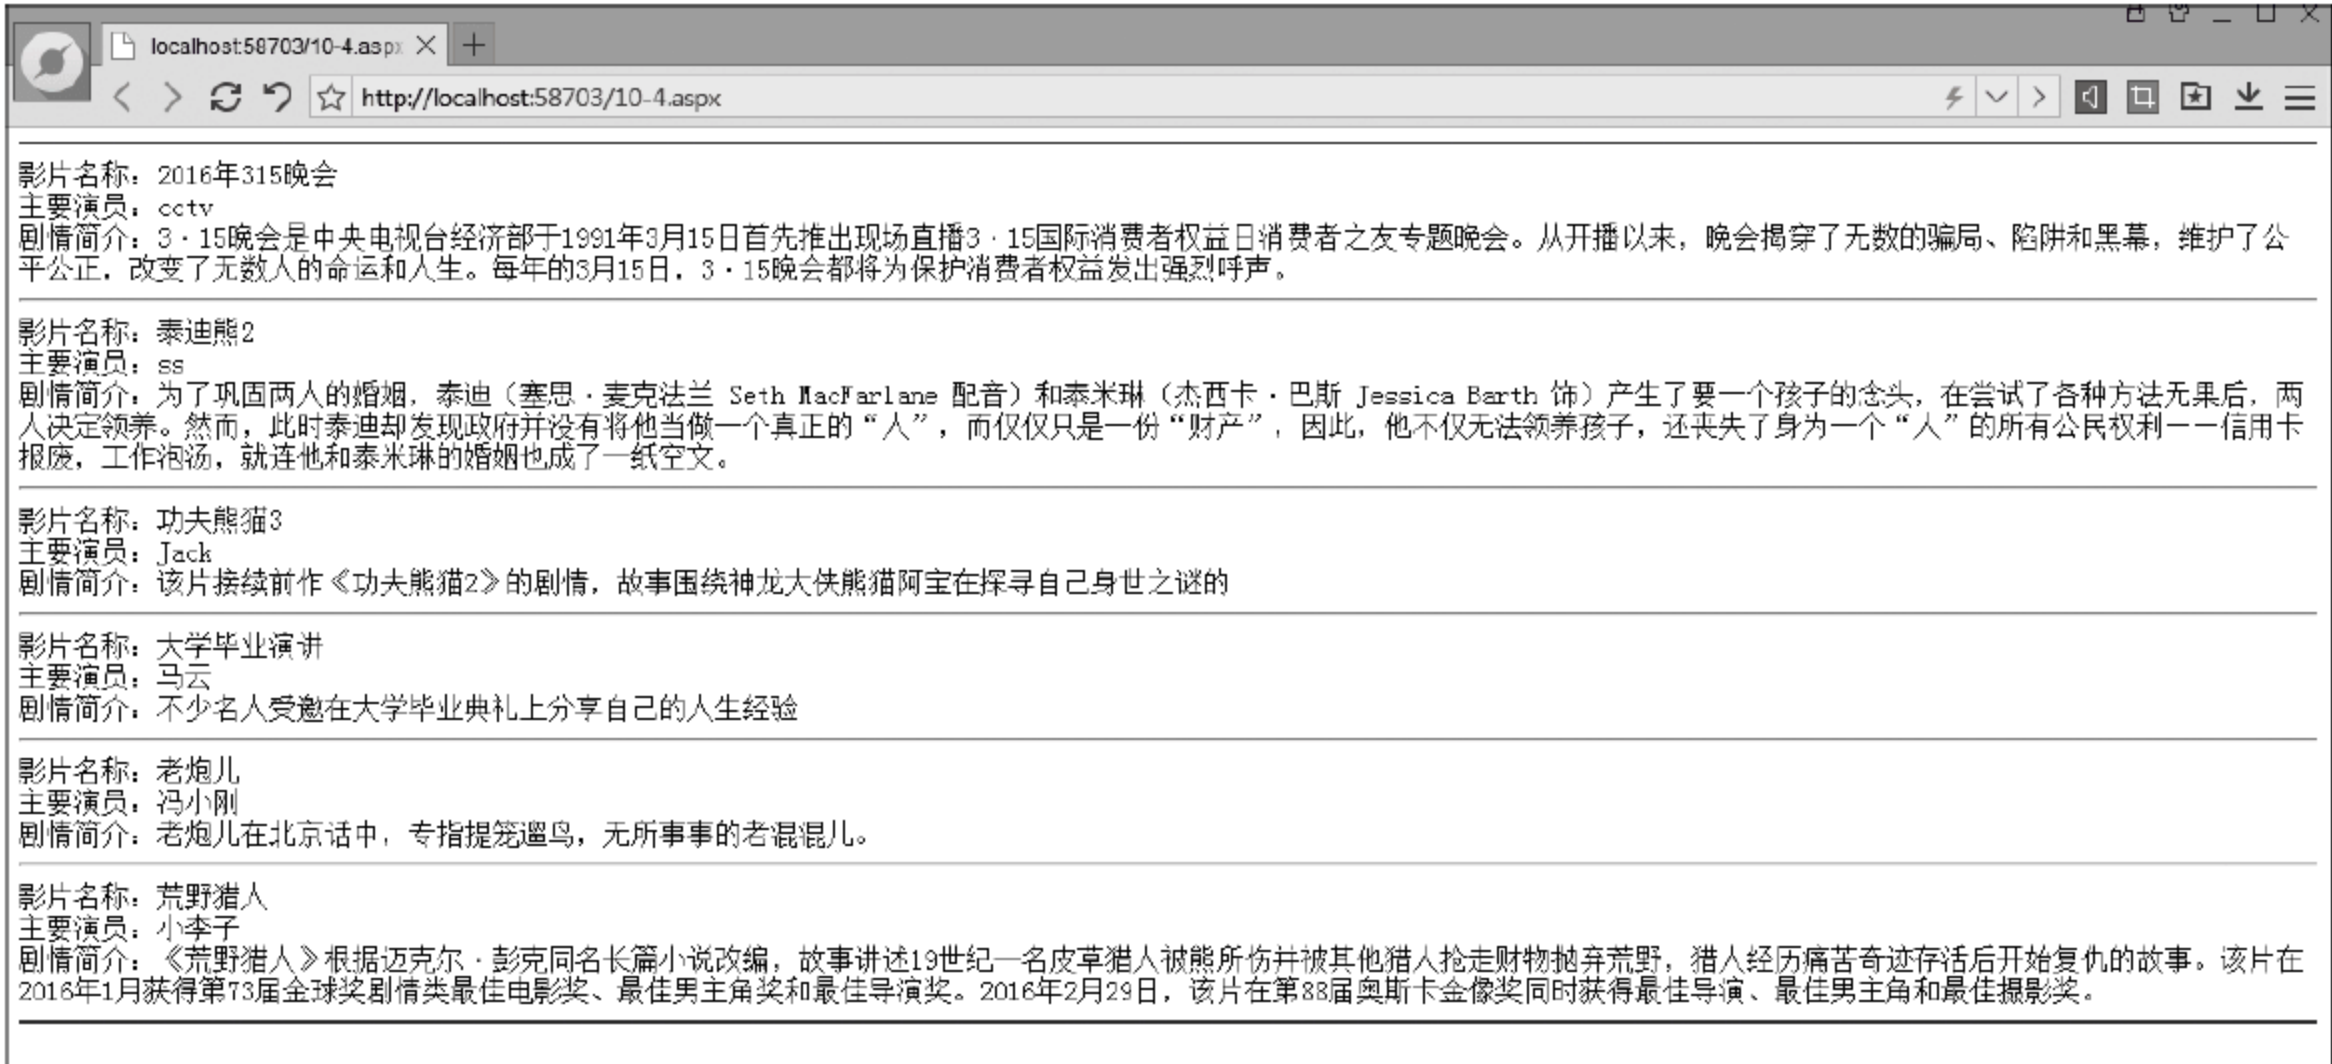 localhost:58703/10-4.aspx
http://localhost:58703/10-4.aspx
影片名称：2016年315晚会
主要演员：cctv
剧情简介：3·15晚会是中央电视台经济部于1991年3月15日首先推出现场直播3·15国际消费者权益日消费者之友专题晚会。从开播以来，晚会揭穿了无数的骗局、陷阱和黑幕，维护了公
平公正，改变了无数人的命运和人生。每年的3月15日，3·15晚会都将为保护消费者权益发出强烈呼声。
影片名称：泰迪熊2
主要演员：ss
剧情简介：为了巩固两人的婚姻，泰迪（塞思·麦克法兰 Seth MacFarlane 配音）和泰米琳（杰西卡·巴斯 Jessica Barth 饰）产生了要一个孩子的念头，在尝试了各种方法无果后，两
人决定领养。然而，此时泰迪却发现政府并没有将他当做一个真正的“人”，而仅仅只是一份“财产”，因此，他不仅无法领养孩子，还丧失了身为一个“人”的所有公民权利——信用卡
报废，工作泡汤，就连他和泰米琳的婚姻也成了一纸空文。
影片名称：功夫熊猫3
主要演员：Jack
剧情简介：该片接续前作《功夫熊猫2》的剧情，故事围绕神龙大侠熊猫阿宝在探寻自己身世之谜的
影片名称：大学毕业演讲
主要演员：马云
剧情简介：不少名人受邀在大学毕业典礼上分享自己的人生经验
影片名称：老炮儿
主要演员：冯小刚
剧情简介：老炮儿在北京话中，专指提笼遛鸟，无所事事的老混混儿。
影片名称：荒野猎人
主要演员：小李子
剧情简介：《荒野猎人》根据迈克尔·彭克同名长篇小说改编，故事讲述19世纪一名皮草猎人被熊所伤并被其他猎人抢走财物抛弃荒野，猎人经历痛苦奇迹存活后开始复仇的故事。该片在
2016年1月获得第73届金球奖剧情类最佳电影奖、最佳男主角奖和最佳导演奖。2016年2月29日，该片在第88届奥斯卡金像奖同时获得最佳导演、最佳男主角和最佳摄影奖。